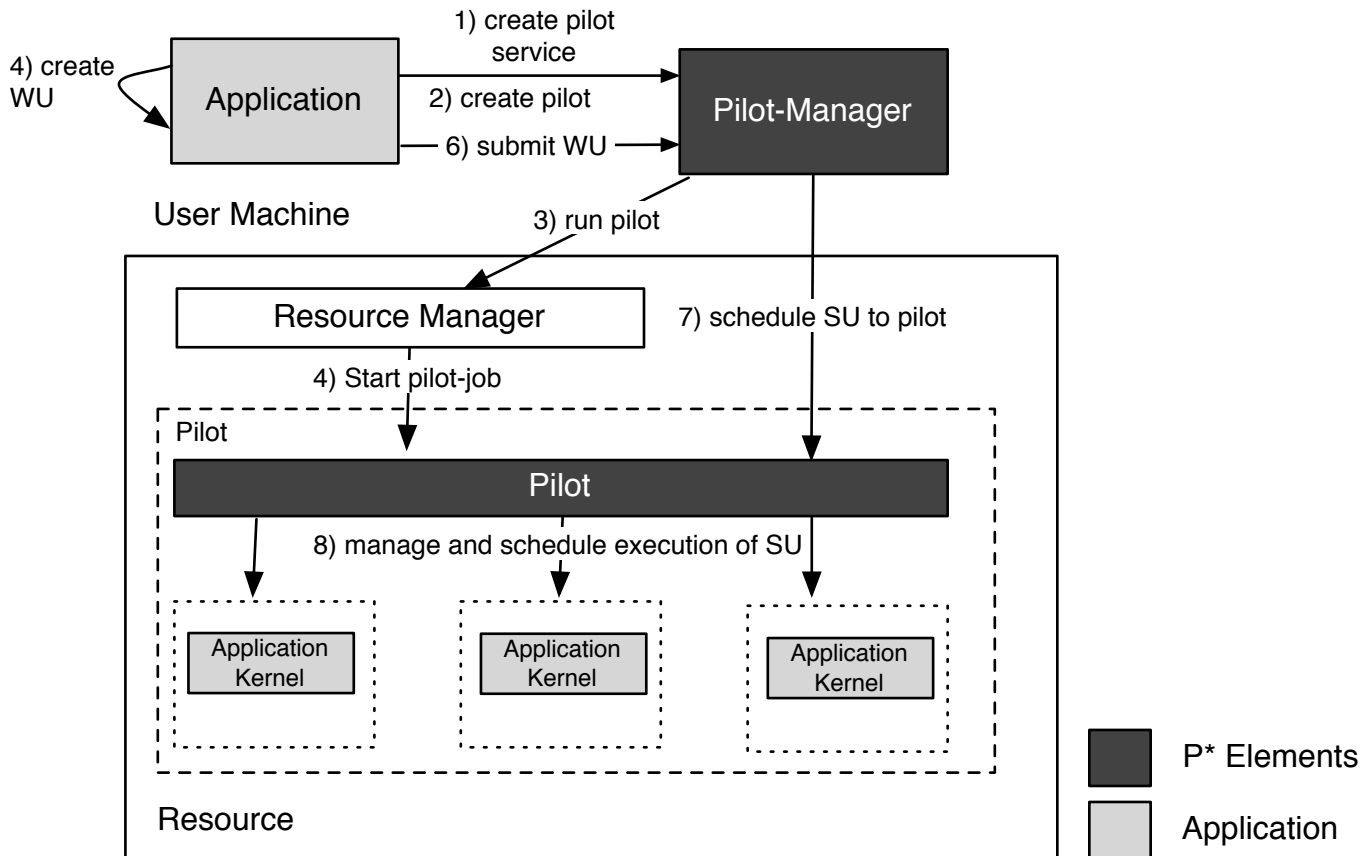 1) create pilot
service
4) create
WU
Application
2) create pilot
Pilot-Manager
6) submit WU
User Machine
3) run pilot
Resource Manager
7) schedule SU to pilot
4) Start pilot-job
Pilot
Pilot
8) manage and schedule execution of SU
Application
Kernel
Application
Kernel
Application
Kernel
Resource
P* Elements
Application